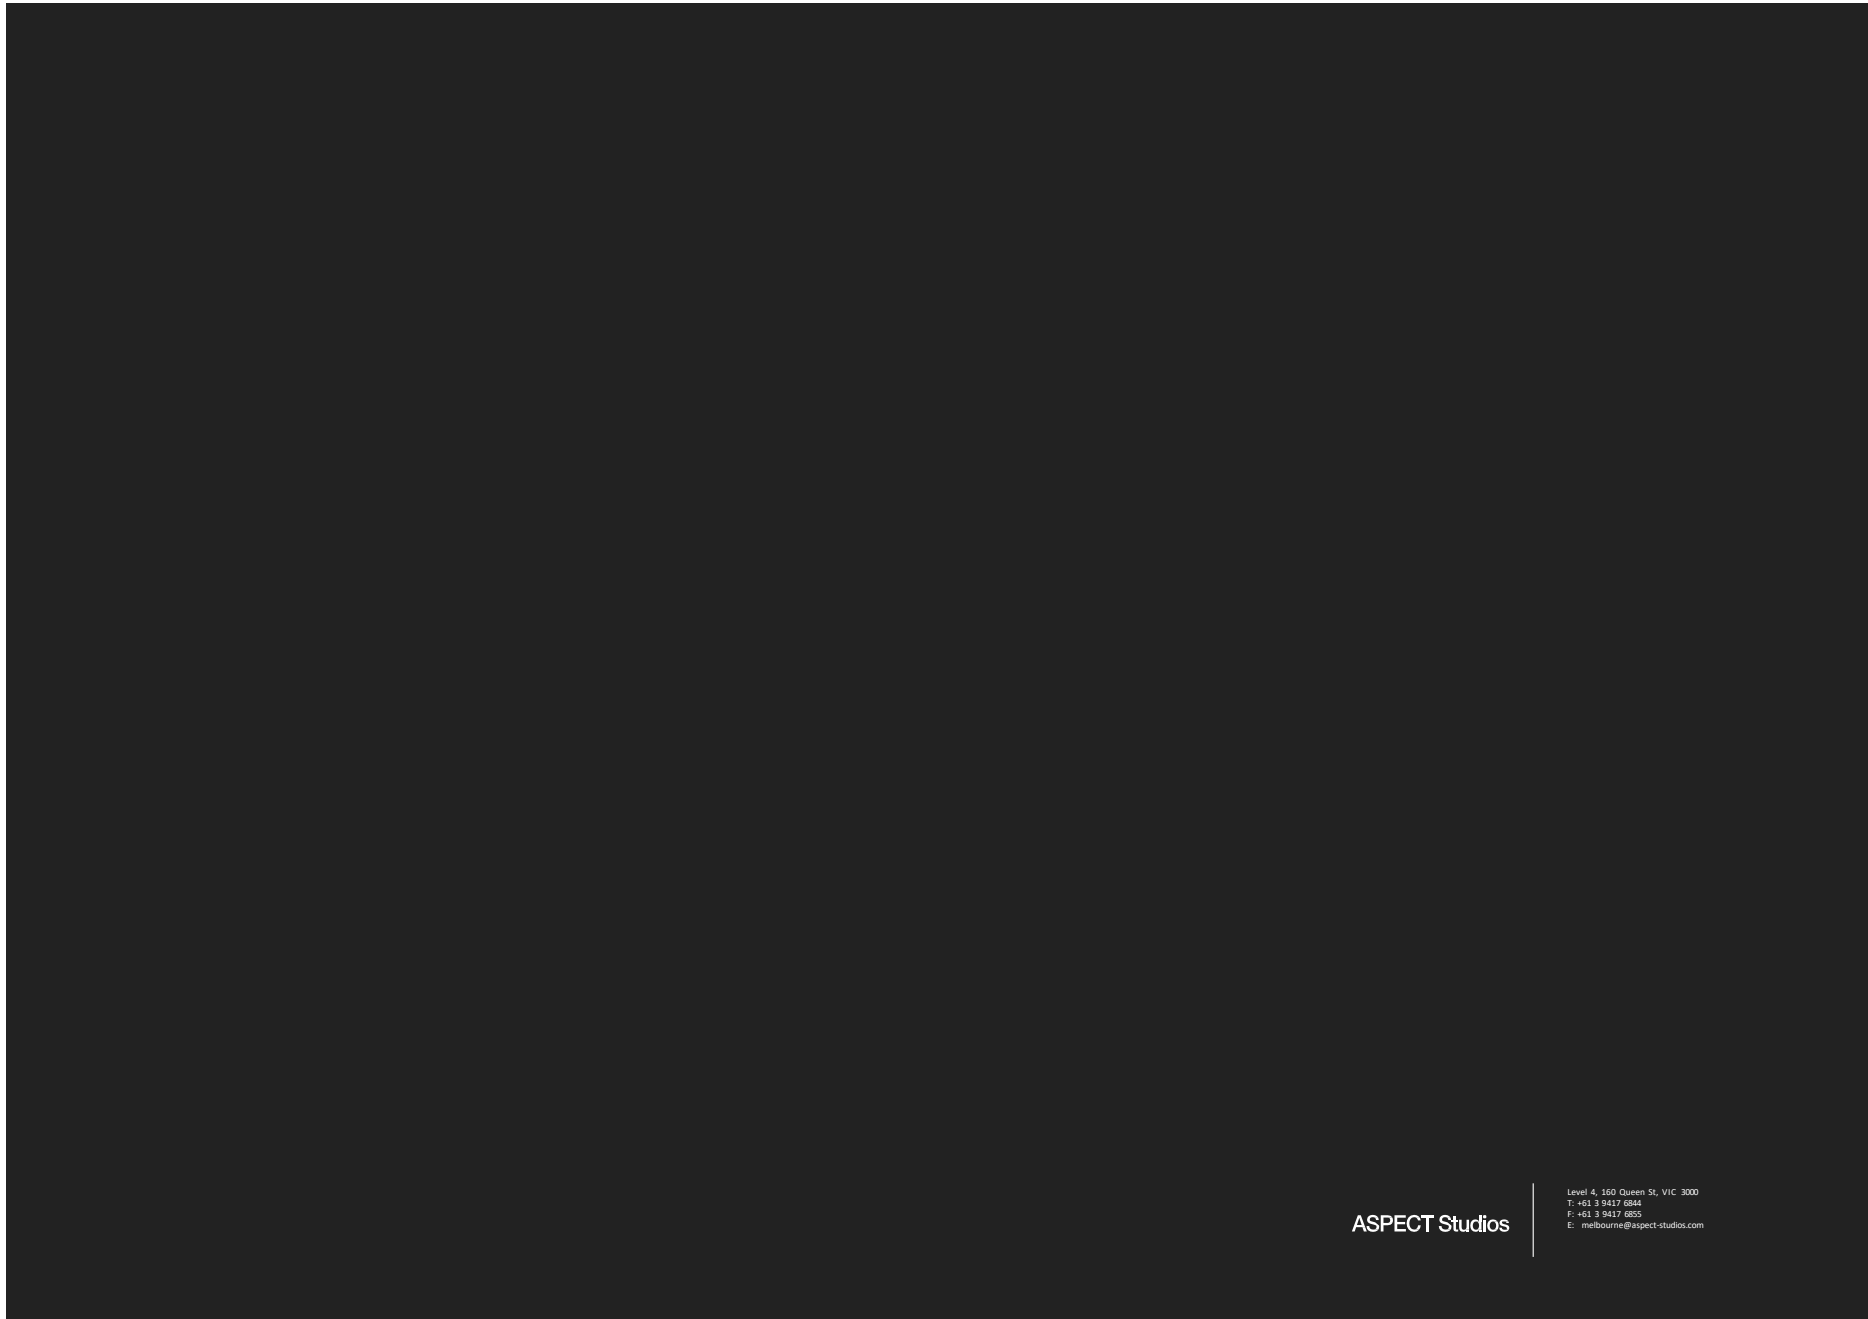 ASPECT Studios
Level 4, 160 Queen St, VIC 3000
T: +61 3 9417 6844
F: +61 3 9417 6855
E: melbourne@aspect-studios.com